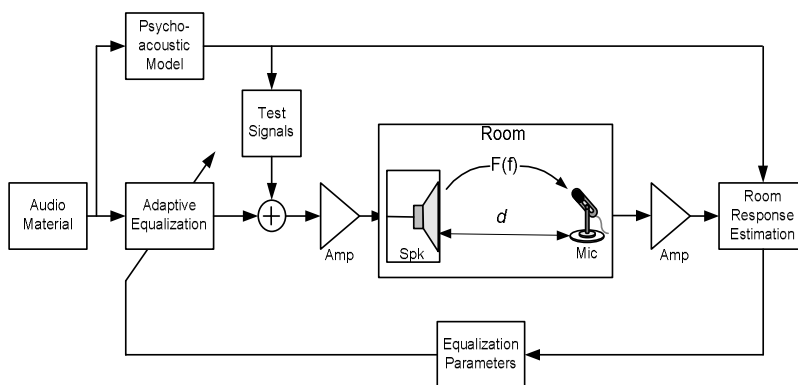 Psycho-
acoustic
Model
Test
Signals
Room
F(f)
Audio
Material
Adaptive
Equalization
+
Amp
Spk
d
Mic
Amp
Room
Response
Estimation
Equalization
Parameters